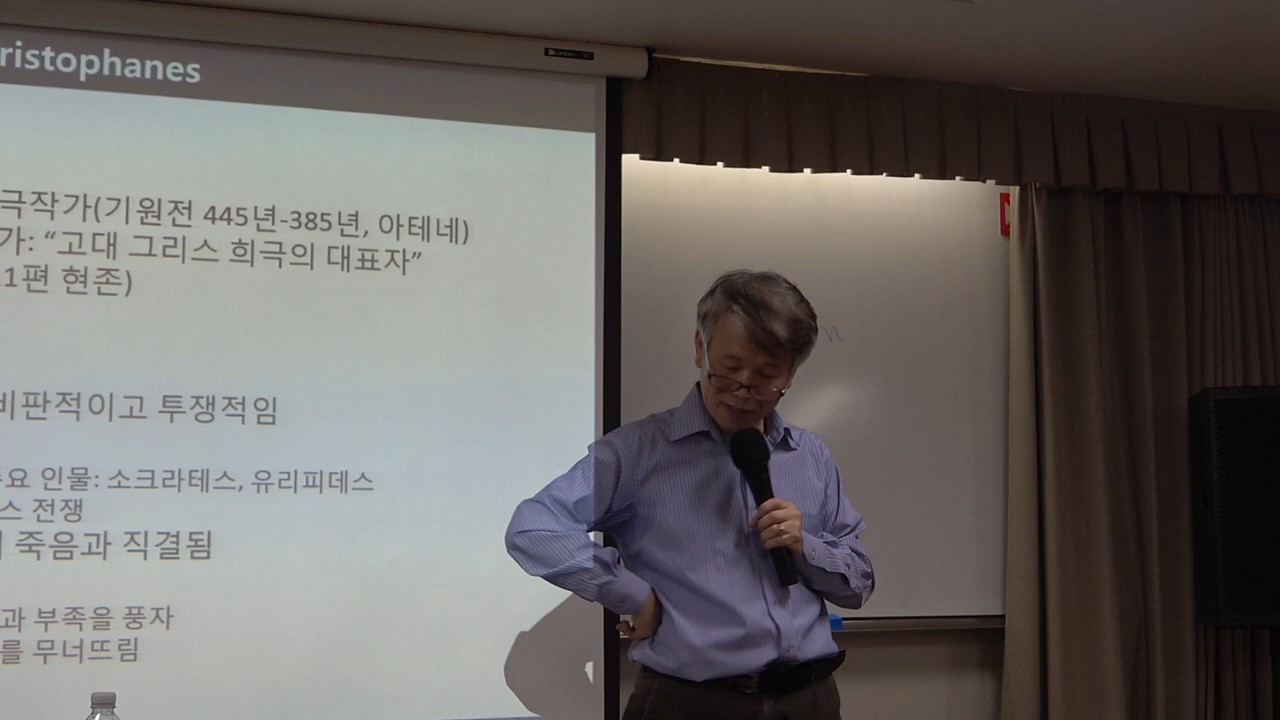 ristophanes
극작가(기원전 445년-385년, 아테네)
가: “고대 그리스 희극의 대표자”
1편 현존)
비판적이고 투쟁적임
요 인물: 소크라테스, 유리피데스
스 전쟁
죽음과 직결됨
과 부족을 풍자
를 무너뜨림
n